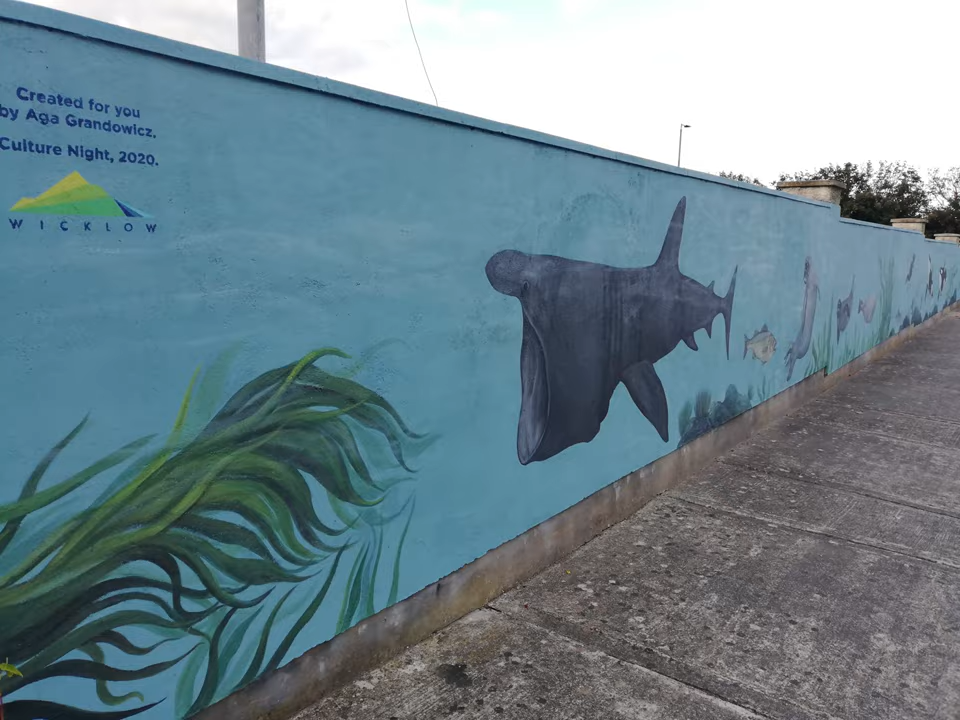 Created for you
by Aga Grandowicz,
Culture Night, 2020.
WICKLOW